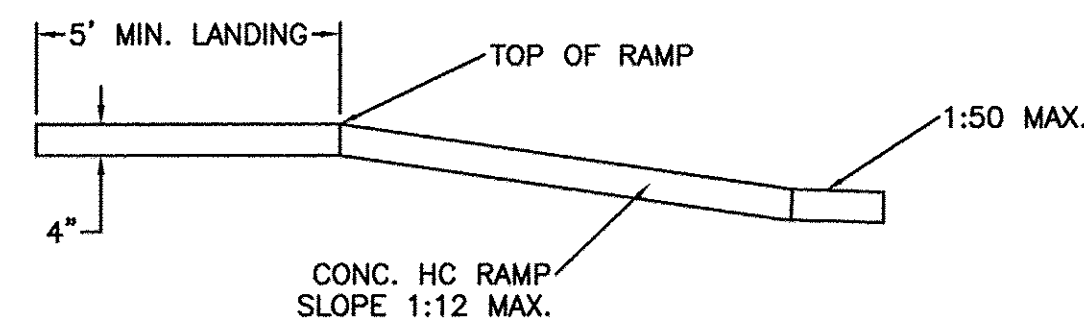 5' MIN. LANDING
TOP OF RAMP
1:50 MAX.
4"
CONC. HC RAMP
SLOPE 1:12 MAX.